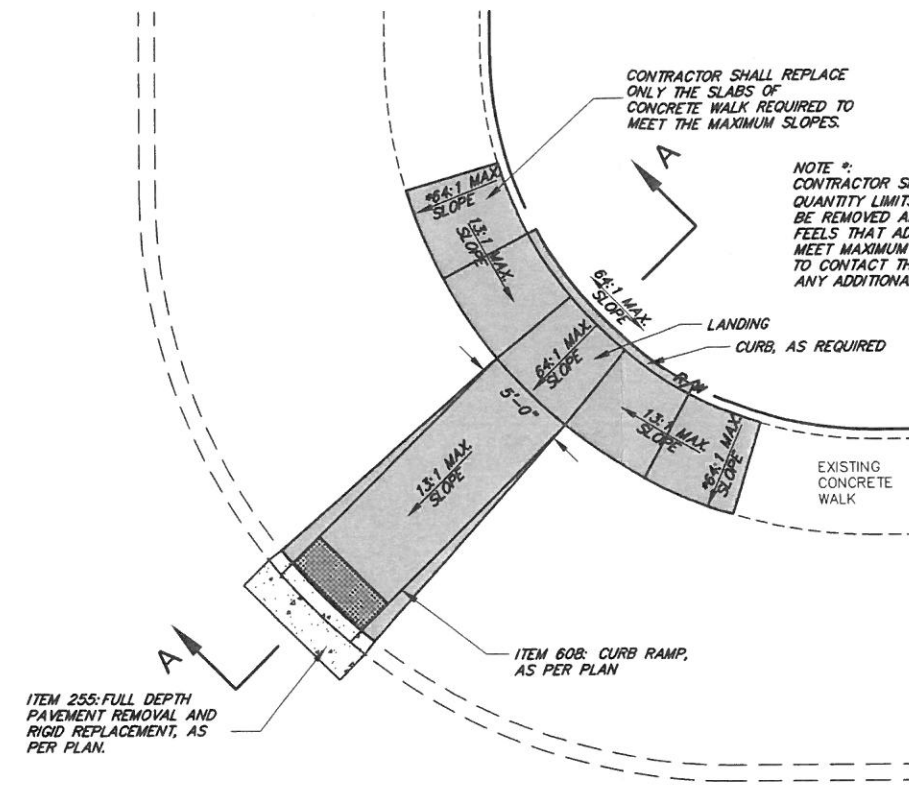 CONTRACTOR SHALL REPLACE
ONLY THE SLABS OF
CONCRETE WALK REQUIRED TO
MEET THE MAXIMUM SLOPES.
A
NOTE *:
CONTRACTOR S
QUANTITY LIMITS
BE REMOVED A
FEELS THAT AD
MEET MAXIMUM
TO CONTACT TH
ANY ADDITIONA
*64:1 MAX.
SLOPE
13:1 MAX.
SLOPE
64:1 MAX.
SLOPE
LANDING
CURB, AS REQUIRED
64:1 MAX.
SLOPE
R/W
5'-0"
13:1 MAX.
SLOPE
*64:1 MAX.
SLOPE
EXISTING
CONCRETE
WALK
13:1 MAX.
SLOPE
A
ITEM 608: CURB RAMP,
AS PER PLAN
ITEM 255: FULL DEPTH
PAVEMENT REMOVAL AND
RIGID REPLACEMENT, AS
PER PLAN.